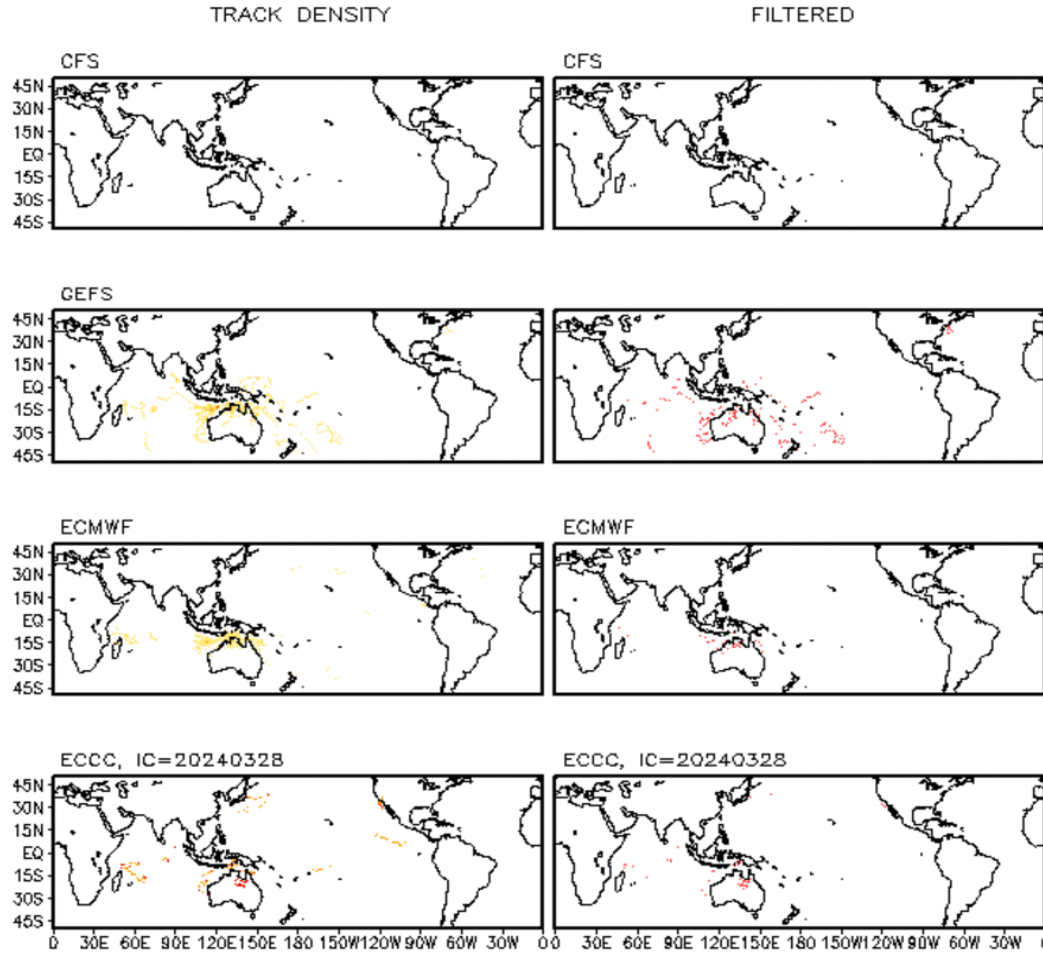 TRACK DENSITY FILTERED
CFS CFS
45N
30N
15N
EQ
15S
30S
45S
GEFS GEFS
45N
30N
15N
EQ
15S
30S
45S
ECMWF ECMWF
45N
30N
15N
EQ
15S
30S
45S
ECCC, IC=20240328 ECCC, IC=20240328
45N
30N
15N
EQ
15S
30S
45S
0 30E 60E 90E 120E 150E 180 150W 120W 90W 60W 30W 0 30E 60E 90E 120E 150E 180 150W 120W 90W 60W 30W